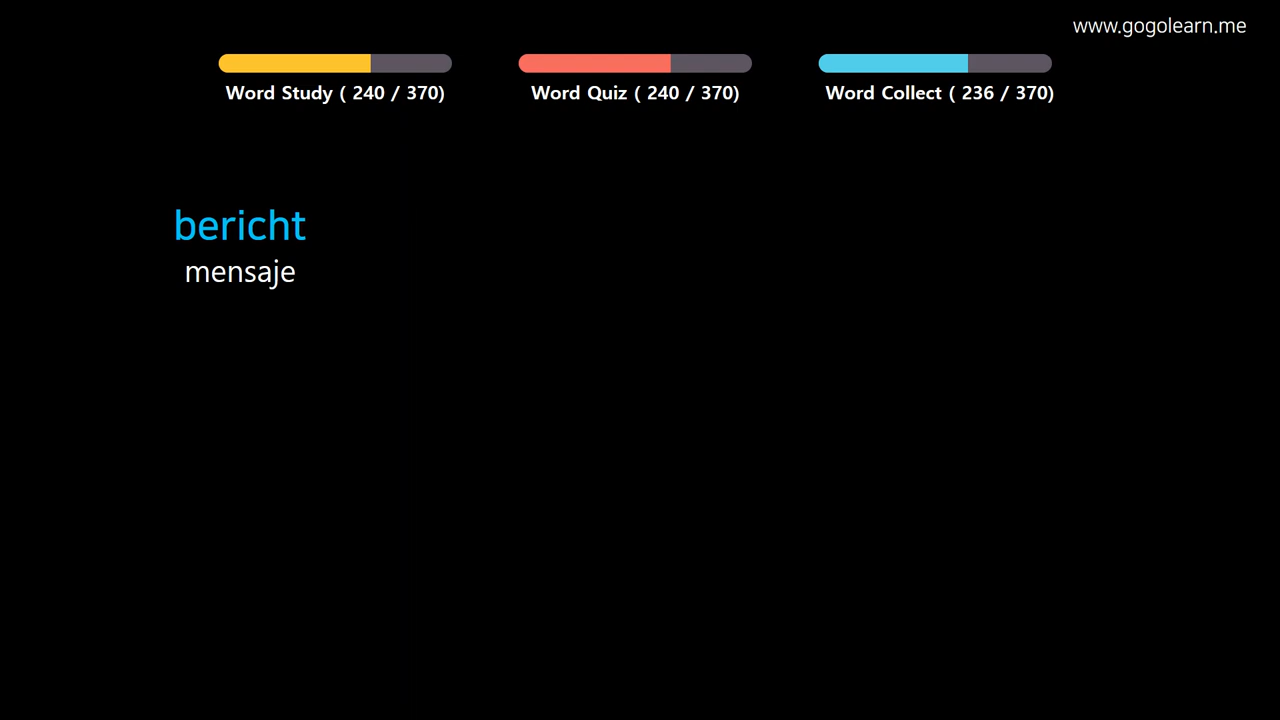 www.gogolearn.me
Word Study ( 240 / 370)
Word Quiz ( 240 / 370)
Word Collect ( 236 / 370)
bericht
mensaje